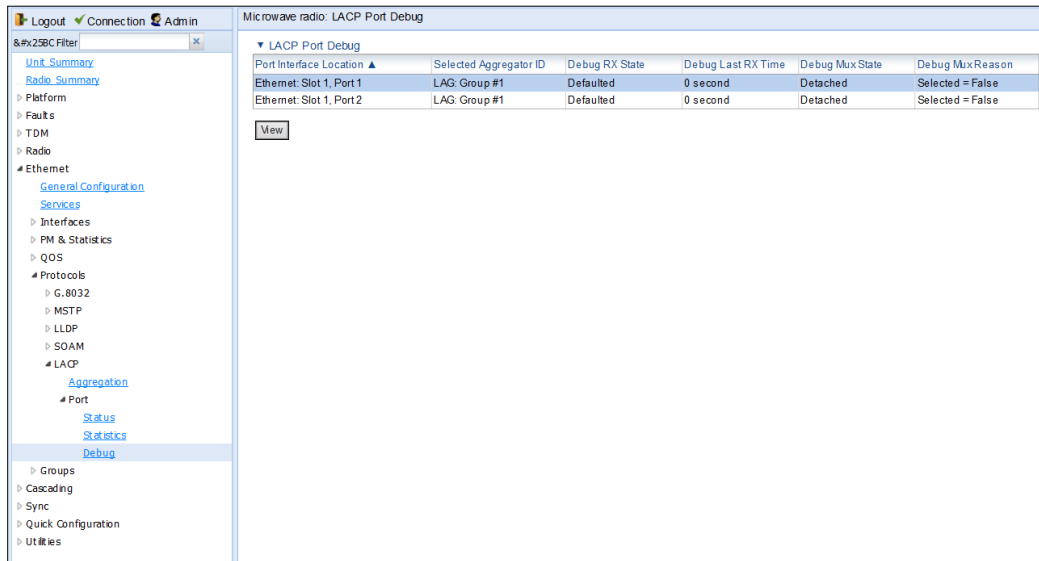 Logout Connection Admin
&#x25BC Filter
Unit Summary
Radio Summary
Platform
Faults
TDM
Radio
Ethernet
General Configuration
Services
Interfaces
PM & Statistics
QOS
Protocols
G.8032
MSTP
LLDP
SOAM
LACP
Aggregation
Port
Status
Statistics
Debug
Groups
Cascading
Sync
Quick Configuration
Utilities
Microwave radio: LACP Port Debug
▼ LACP Port Debug
Port Interface Location ▲ Selected Aggregator ID Debug RX State Debug Last RX Time Debug Mux State Debug Mux Reason
Ethernet: Slot 1, Port 1 LAG: Group #1 Defaulted 0 second Detached Selected = False
Ethernet: Slot 1, Port 2 LAG: Group #1 Defaulted 0 second Detached Selected = False
View